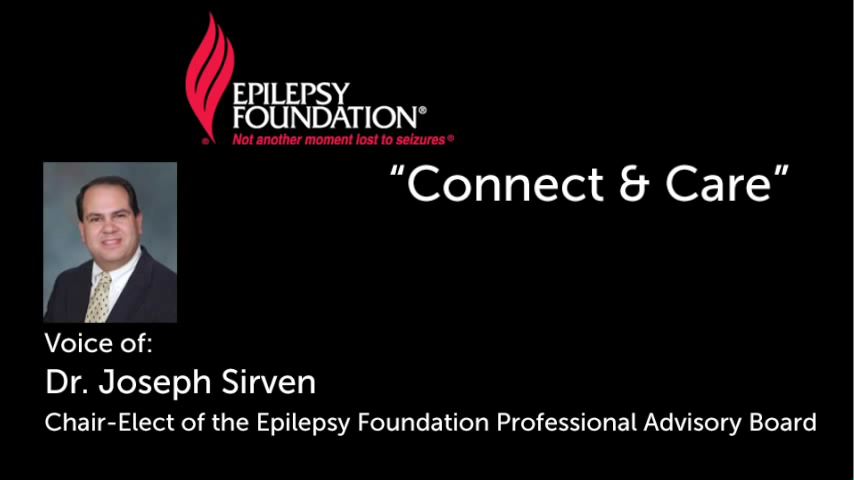 EPILEPSY
FOUNDATION®
Not another moment lost to seizures®
“Connect & Care”
Voice of:
Dr. Joseph Sirven
Chair-Elect of the Epilepsy Foundation Professional Advisory Board